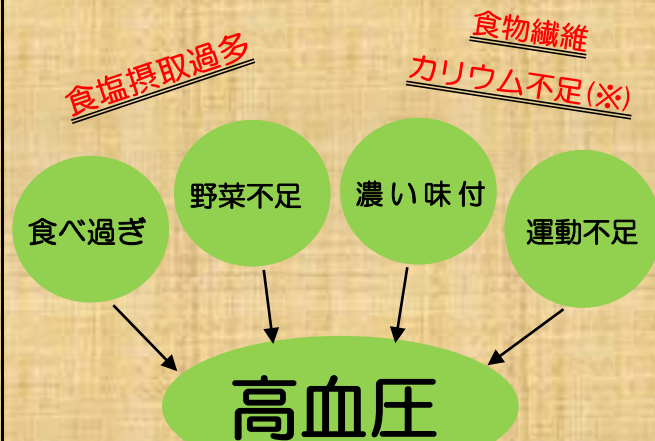 食塩摂取過多
食物繊維
カリウム不足(※)
食べ過ぎ
野菜不足
濃い味付
運動不足
高血圧